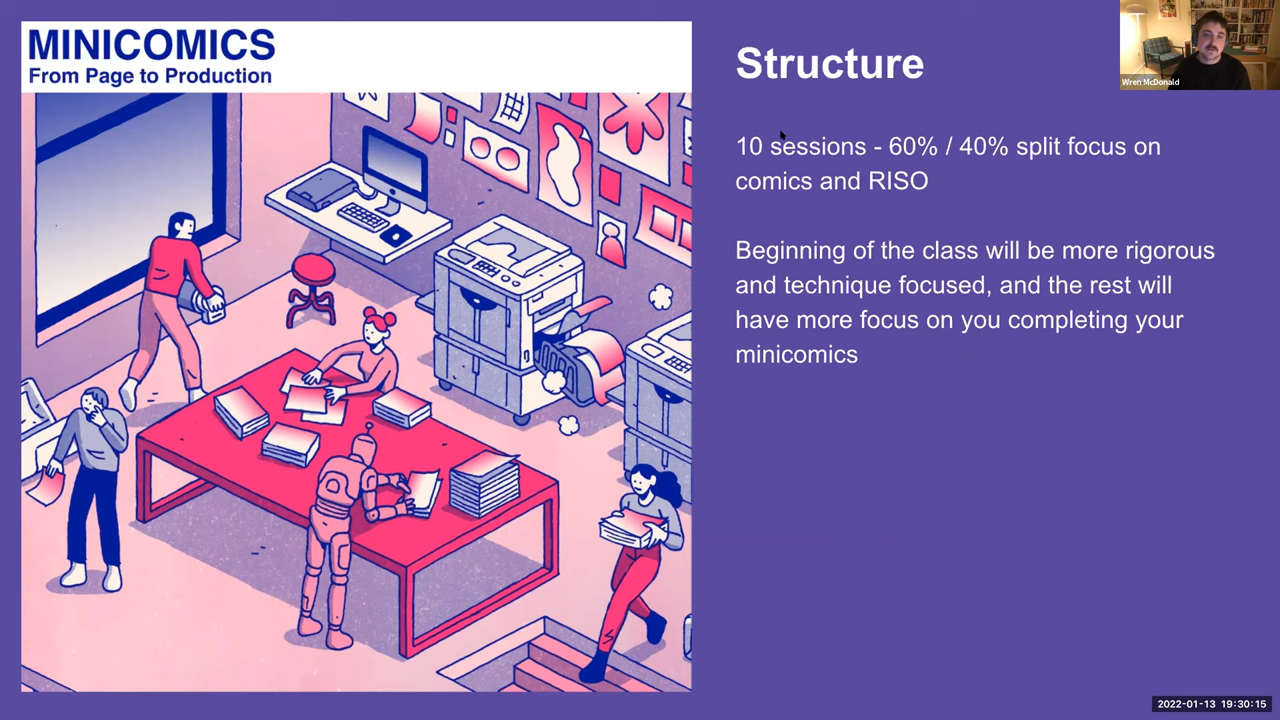 MINICOMICS
From Page to Production
Structure
10 sessions - 60% / 40% split focus on
comics and RISO
Beginning of the class will be more rigorous
and technique focused, and the rest will
have more focus on you completing your
minicomics
Wren McDonald
2022-01-13 19:30:15